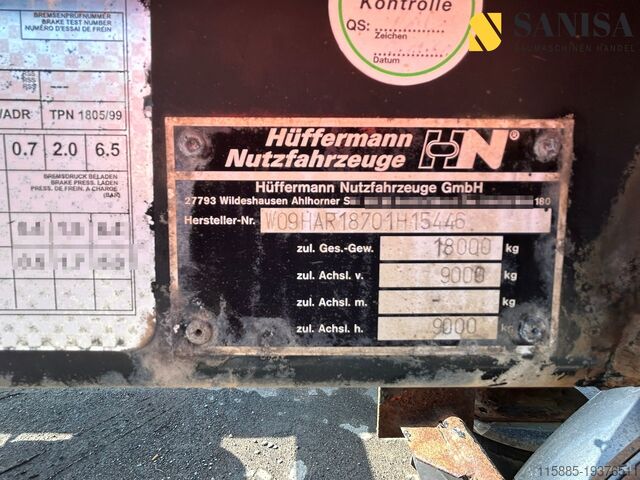 Kontrolle
QS:
Zeichen
Datum
SANISA
BAUMASCHINEN HANDEL
BREMSENPRÜFNUMMER
BRAKE TEST NUMBER
NUMÉRO D'ESSAI DE FREIN
/ADR TPN 1805/99
0.7 2.0 6.5
BREMSDRUCK BELADEN
BRAKE PRESS. LADEN
PRESS. DE FREIN. A CHARGE
(BAR)
Hüffermann
Nutzfahrzeuge
HN®
Hüffermann Nutzfahrzeuge GmbH
27793 Wildeshausen Ahlhorner 180
Hersteller-Nr. W09HAR18701H15446
zul. Ges.-Gew. 18000 kg
zul. Achsl. v. 9000 kg
zul. Achsl. m. - kg
zul. Achsl. h. 9000 kg